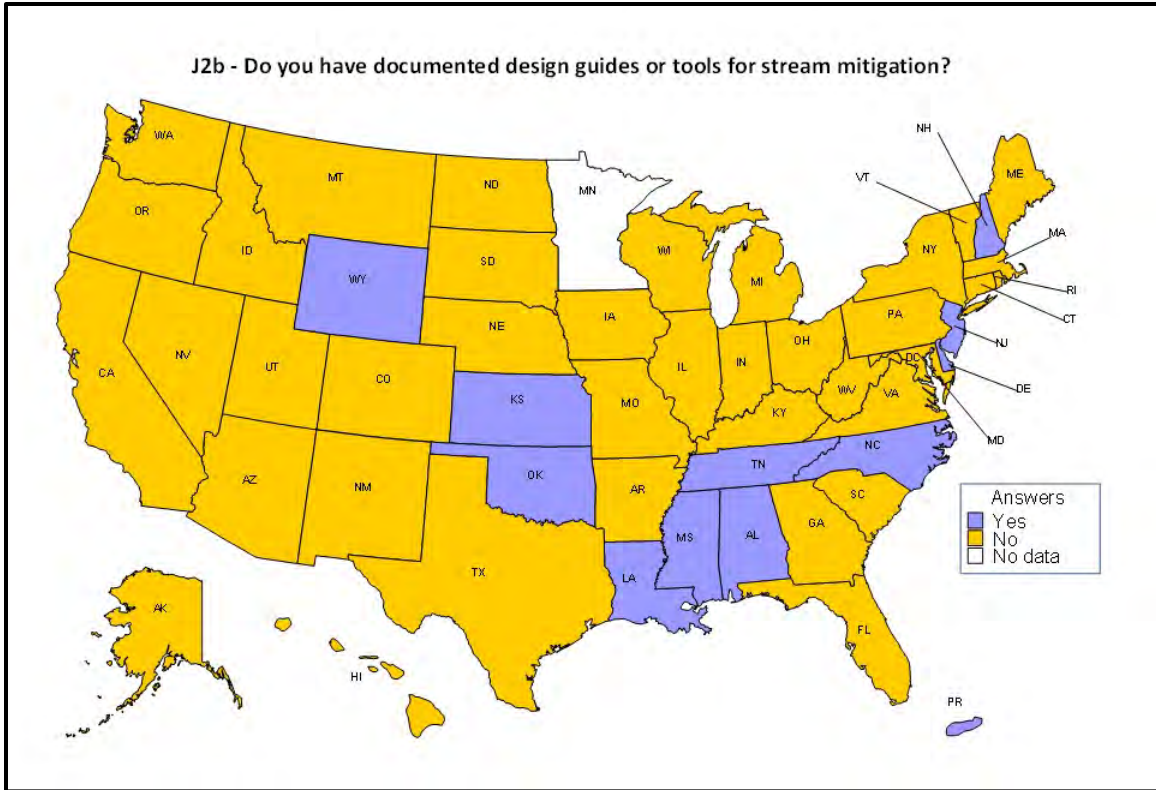 J2b - Do you have documented design guides or tools for stream mitigation?
NH
WA
VT
ME
MT
ND
MN
OR
MA
ID
SD
WI
NY
WY
MI
RI
CT
PA
IA
NE
NJ
OH
NV
IL
IN
DC
UT
CA
CO
WV
VA
DE
KS
MO
KY
MD
NC
TN
OK
AZ
NM
AR
SC
Answers
GA
Yes
MS
AL
No
No data
TX
LA
AK
FL
HI
PR